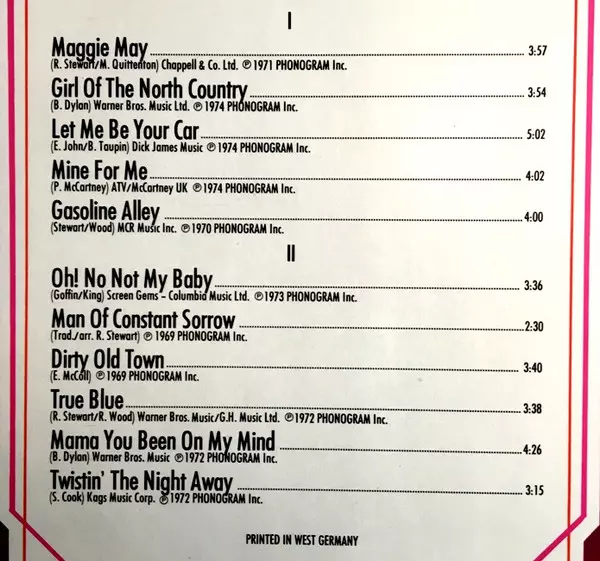 I
Maggie May 3:57
(R. Stewart/M. Quittenton) Chappell & Co. Ltd. ℗ 1971 PHONOGRAM Inc.
Girl Of The North Country 3:54
(B. Dylan) Warner Bros. Music Ltd. ℗ 1974 PHONOGRAM Inc.
Let Me Be Your Car 5:02
(E. John/B. Taupin) Dick James Music ℗ 1974 PHONOGRAM Inc.
Mine For Me 4:02
(P. McCartney) ATV/McCartney UK ℗ 1974 PHONOGRAM Inc.
Gasoline Alley 4:00
(Stewart/Wood) MCR Music Inc. ℗ 1970 PHONOGRAM Inc.
II
Oh! No Not My Baby 3:36
(Goffin/King) Screen Gems – Columbia Music Ltd. ℗ 1973 PHONOGRAM Inc.
Man Of Constant Sorrow 2:30
(Trad./arr. R. Stewart) ℗ 1969 PHONOGRAM Inc.
Dirty Old Town 3:40
(E. McColl) ℗ 1969 PHONOGRAM Inc.
True Blue 3:38
(R. Stewart/R. Wood) Warner Bros. Music/G.H. Music Ltd. ℗ 1972 PHONOGRAM Inc.
Mama You Been On My Mind 4:26
(B. Dylan) Warner Bros. Music ℗ 1972 PHONOGRAM Inc.
Twistin' The Night Away 3:15
(S. Cook) Kags Music Corp. ℗ 1972 PHONOGRAM Inc.
PRINTED IN WEST GERMANY